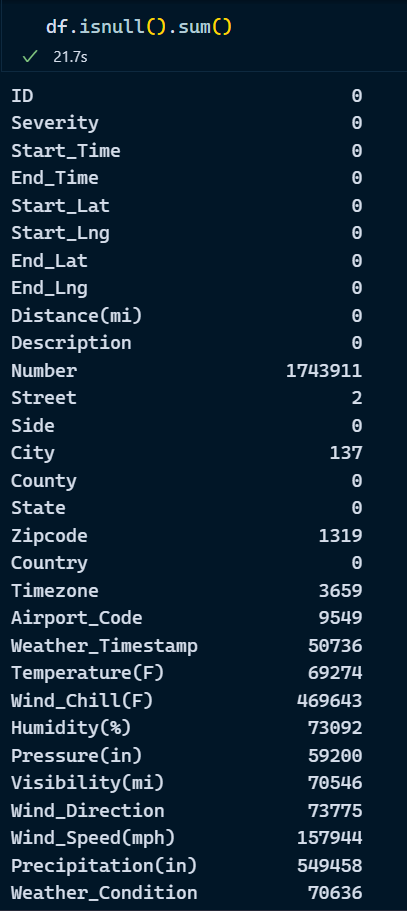 df.isnull().sum()
21.7s
ID 0
Severity 0
Start_Time 0
End_Time 0
Start_Lat 0
Start_Lng 0
End_Lat 0
End_Lng 0
Distance(mi) 0
Description 0
Number 1743911
Street 2
Side 0
City 137
County 0
State 0
Zipcode 1319
Country 0
Timezone 3659
Airport_Code 9549
Weather_Timestamp 50736
Temperature(F) 69274
Wind_Chill(F) 469643
Humidity(%) 73092
Pressure(in) 59200
Visibility(mi) 70546
Wind_Direction 73775
Wind_Speed(mph) 157944
Precipitation(in) 549458
Weather_Condition 70636